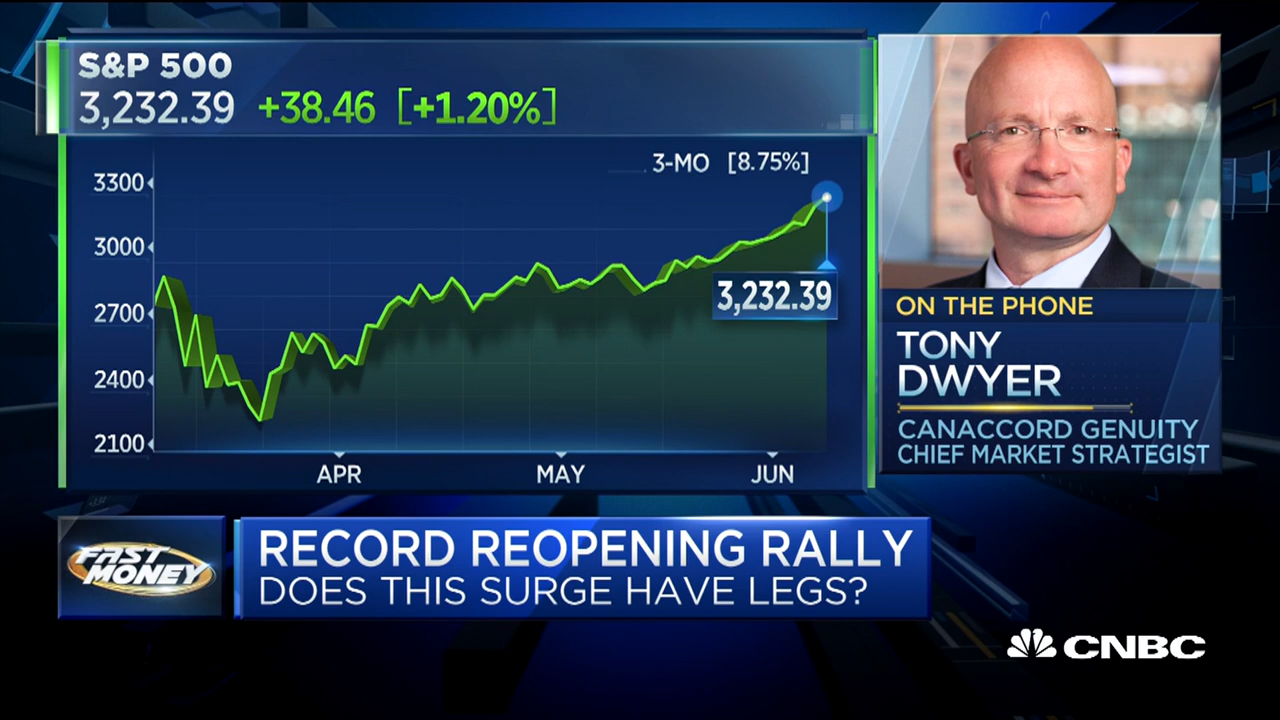 S&P 500
3,232.39 +38.46 [+1.20%]
3-MO [8.75%]
3300
3000
2700
2400
2100
3,232.39
APR MAY JUN
ON THE PHONE
TONY
DWYER
CANACCORD GENUITY
CHIEF MARKET STRATEGIST
FAST
MONEY
RECORD REOPENING RALLY
DOES THIS SURGE HAVE LEGS?
CNBC